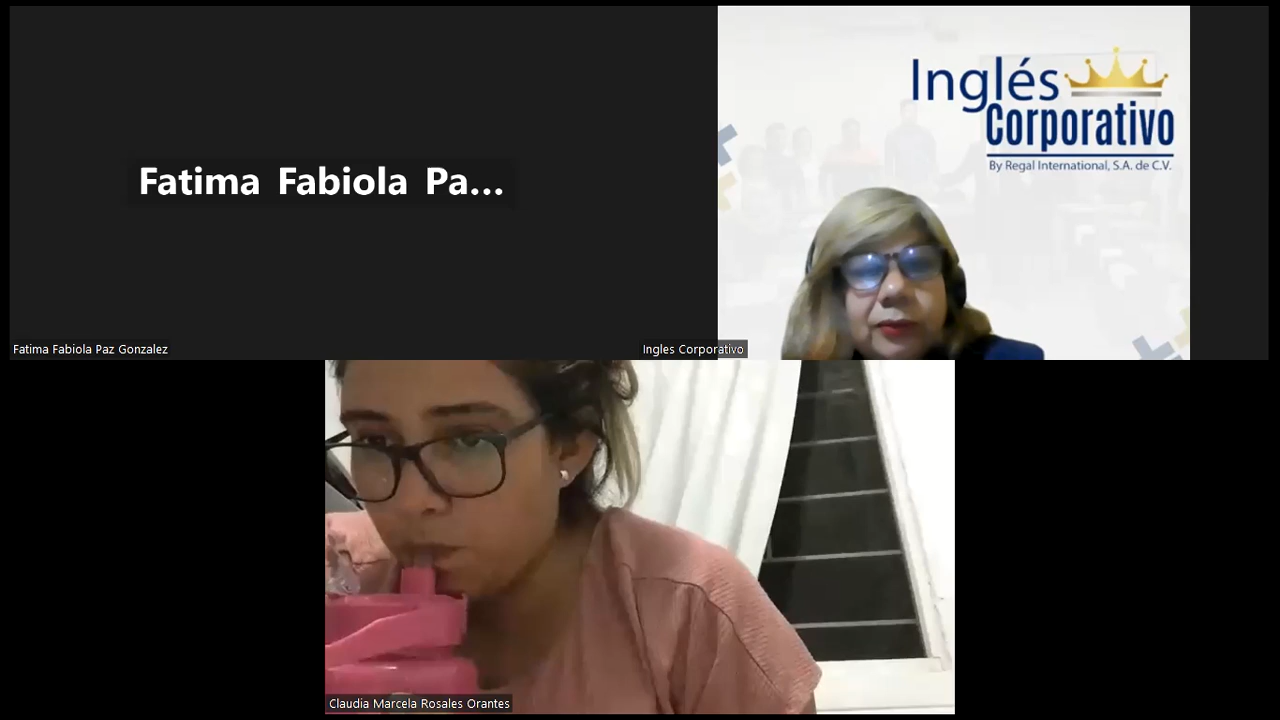 Fatima Fabiola Pa...
Fatima Fabiola Paz Gonzalez
Inglés
Corporativo
By Regal International, S.A. de C.V.
Ingles Corporativo
Claudia Marcela Rosales Orantes